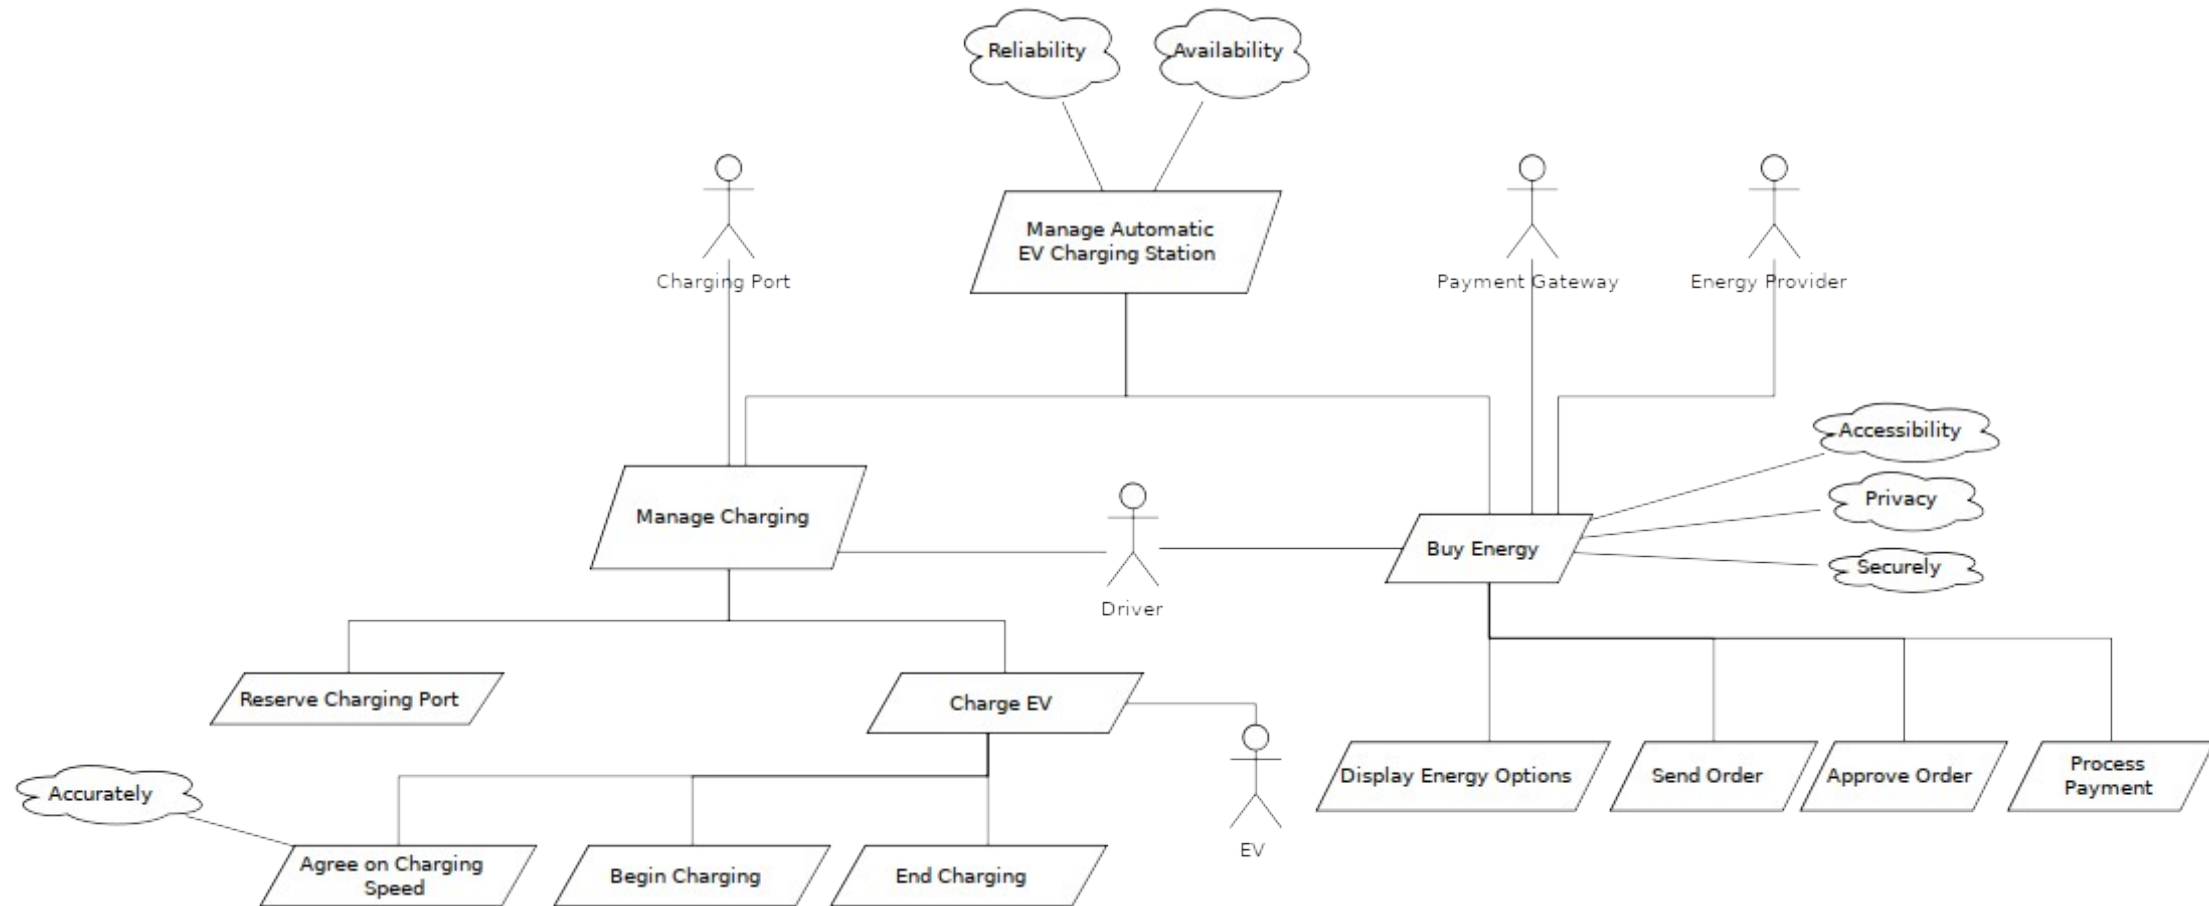 Reliability
Availability
Manage Automatic
EV Charging Station
Charging Port
Payment Gateway
Energy Provider
Accessibility
Privacy
Securely
Manage Charging
Buy Energy
Driver
Reserve Charging Port
Charge EV
Accurately
Display Energy Options
Send Order
Approve Order
Process
Payment
EV
Agree on Charging
Speed
Begin Charging
End Charging